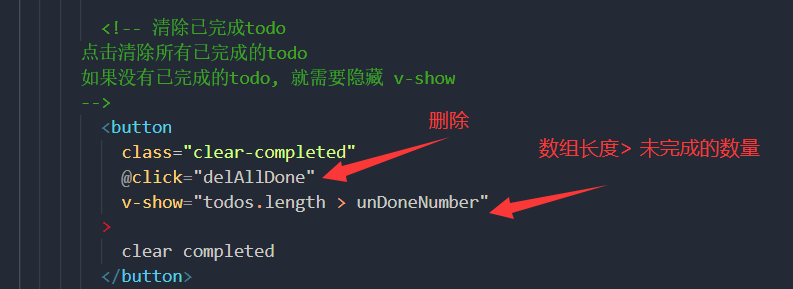 <!-- 清除已完成todo
点击清除所有已完成的todo
如果没有已完成的todo, 就需要隐藏 v-show
-->
<button
删除
class="clear-completed"
数组长度> 未完成的数量
@click="delAllDone"
v-show="todos.length > unDoneNumber"
>
clear completed
</button>